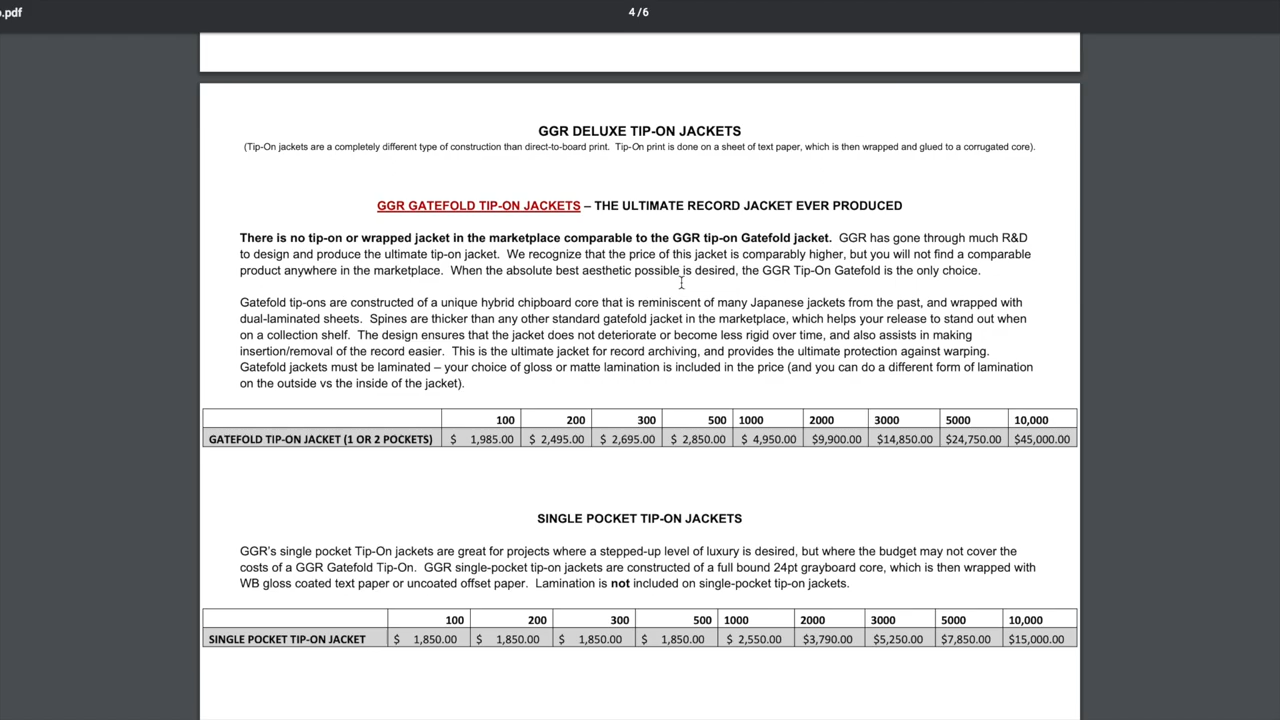 .pdf
4 / 6
GGR DELUXE TIP-ON JACKETS
(Tip-On jackets are a completely different type of construction than direct-to-board print. Tip-On print is done on a sheet of text paper, which is then wrapped and glued to a corrugated core).
GGR GATEFOLD TIP-ON JACKETS – THE ULTIMATE RECORD JACKET EVER PRODUCED
There is no tip-on or wrapped jacket in the marketplace comparable to the GGR tip-on Gatefold jacket. GGR has gone through much R&D
to design and produce the ultimate tip-on jacket. We recognize that the price of this jacket is comparably higher, but you will not find a comparable
product anywhere in the marketplace. When the absolute best aesthetic possible is desired, the GGR Tip-On Gatefold is the only choice.
Gatefold tip-ons are constructed of a unique hybrid chipboard core that is reminiscent of many Japanese jackets from the past, and wrapped with
dual-laminated sheets. Spines are thicker than any other standard gatefold jacket in the marketplace, which helps your release to stand out when
on a collection shelf. The design ensures that the jacket does not deteriorate or become less rigid over time, and also assists in making
insertion/removal of the record easier. This is the ultimate jacket for record archiving, and provides the ultimate protection against warping.
Gatefold jackets must be laminated – your choice of gloss or matte lamination is included in the price (and you can do a different form of lamination
on the outside vs the inside of the jacket).
100 200 300 500 1000 2000 3000 5000 10,000
GATEFOLD TIP-ON JACKET (1 OR 2 POCKETS) $ 1,985.00 $ 2,495.00 $ 2,695.00 $ 2,850.00 $ 4,950.00 $9,900.00 $14,850.00 $24,750.00 $45,000.00
SINGLE POCKET TIP-ON JACKETS
GGR's single pocket Tip-On jackets are great for projects where a stepped-up level of luxury is desired, but where the budget may not cover the
costs of a GGR Gatefold Tip-On. GGR single-pocket tip-on jackets are constructed of a full bound 24pt grayboard core, which is then wrapped with
WB gloss coated text paper or uncoated offset paper. Lamination is not included on single-pocket tip-on jackets.
100 200 300 500 1000 2000 3000 5000 10,000
SINGLE POCKET TIP-ON JACKET $ 1,850.00 $ 1,850.00 $ 1,850.00 $ 1,850.00 $ 2,550.00 $3,790.00 $5,250.00 $7,850.00 $15,000.00